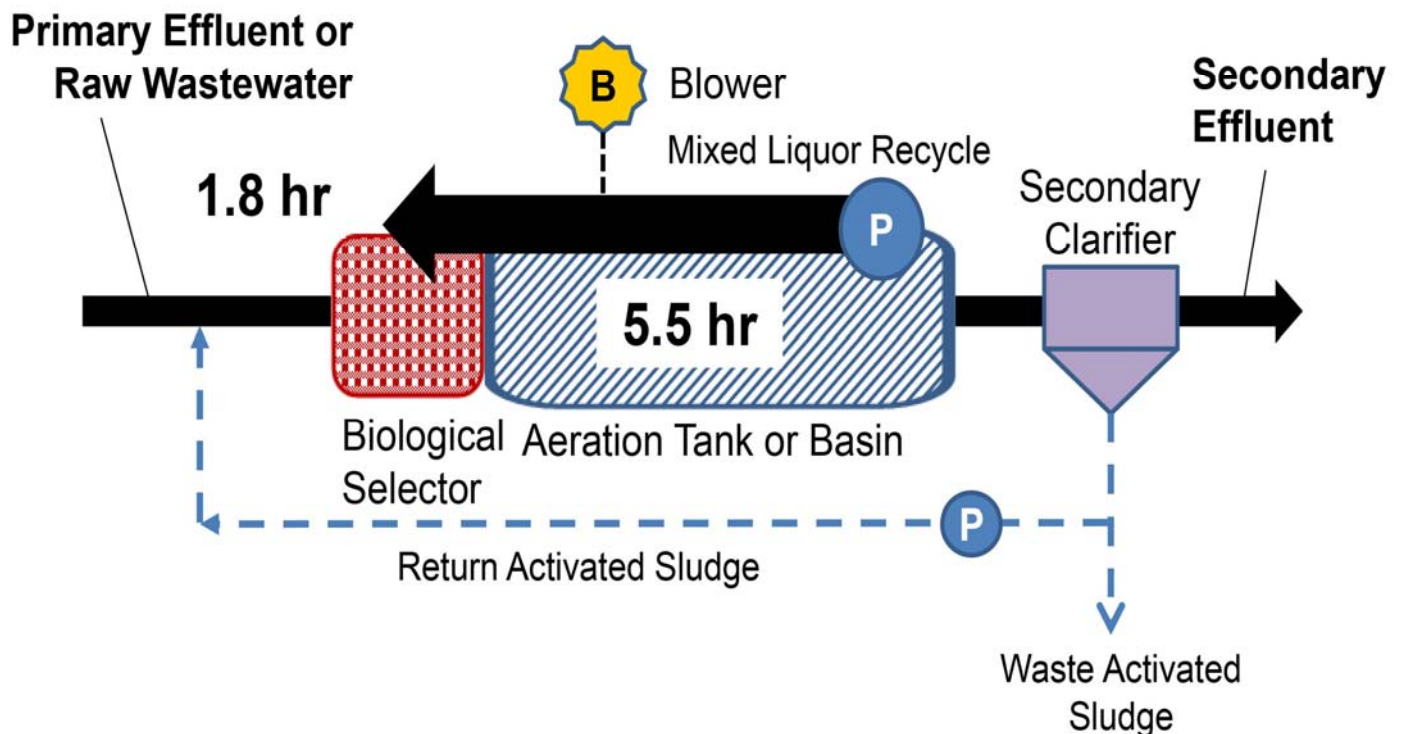 Primary Effluent or
Raw Wastewater
B
Blower
Mixed Liquor Recycle
Secondary
Effluent
1.8 hr
P
Secondary
Clarifier
5.5 hr
Biological
Selector
Aeration Tank or Basin
P
Return Activated Sludge
Waste Activated
Sludge